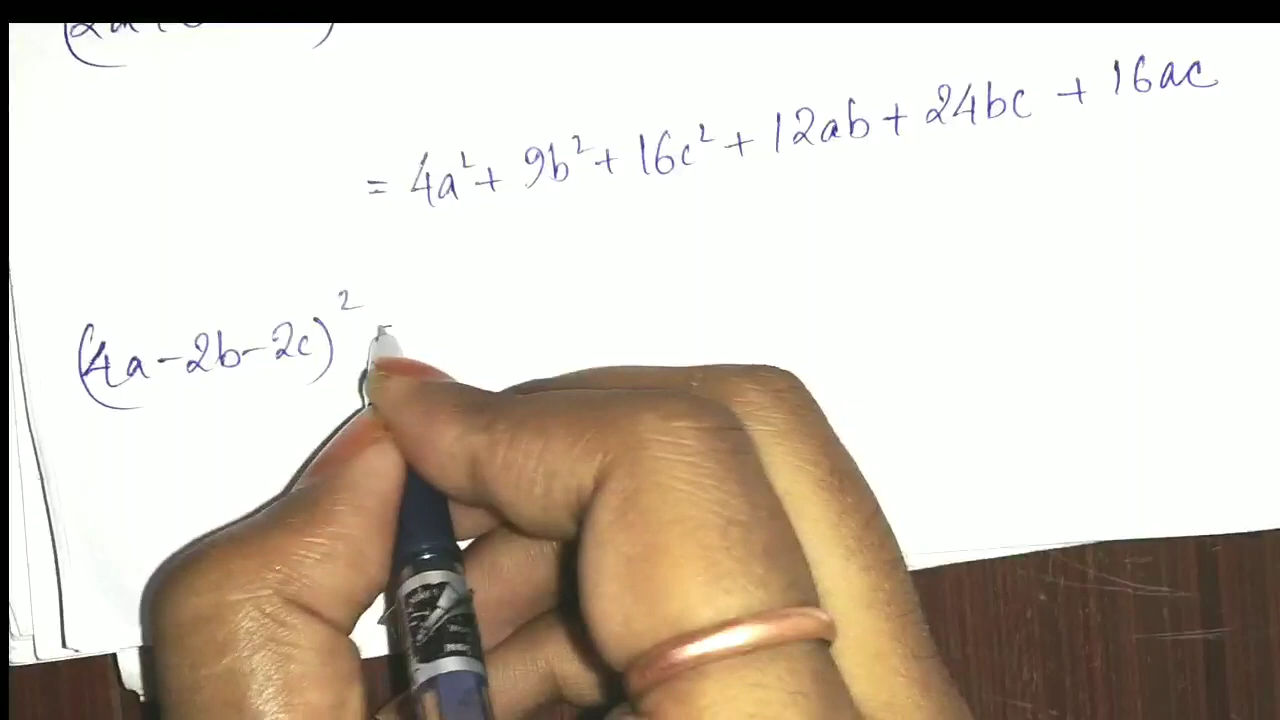 = 4a² + 9b² + 16c² + 12ab + 24bc + 16ac
(4a - 2b - 2c)² =